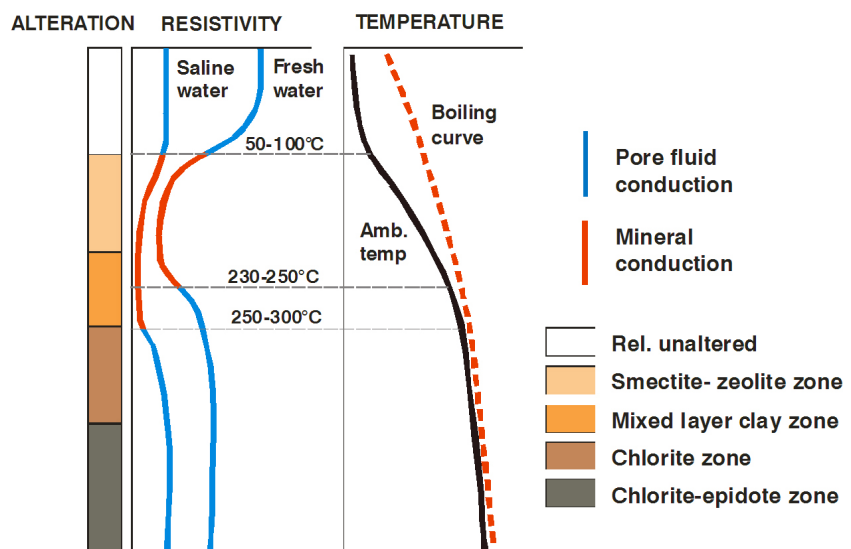 ALTERATION RESISTIVITY TEMPERATURE
Saline
water
Fresh
water
50-100°C
230-250°C
250-300°C
Boiling
curve
Amb.
temp
Pore fluid
conduction
Mineral
conduction
Rel. unaltered
Smectite- zeolite zone
Mixed layer clay zone
Chlorite zone
Chlorite-epidote zone